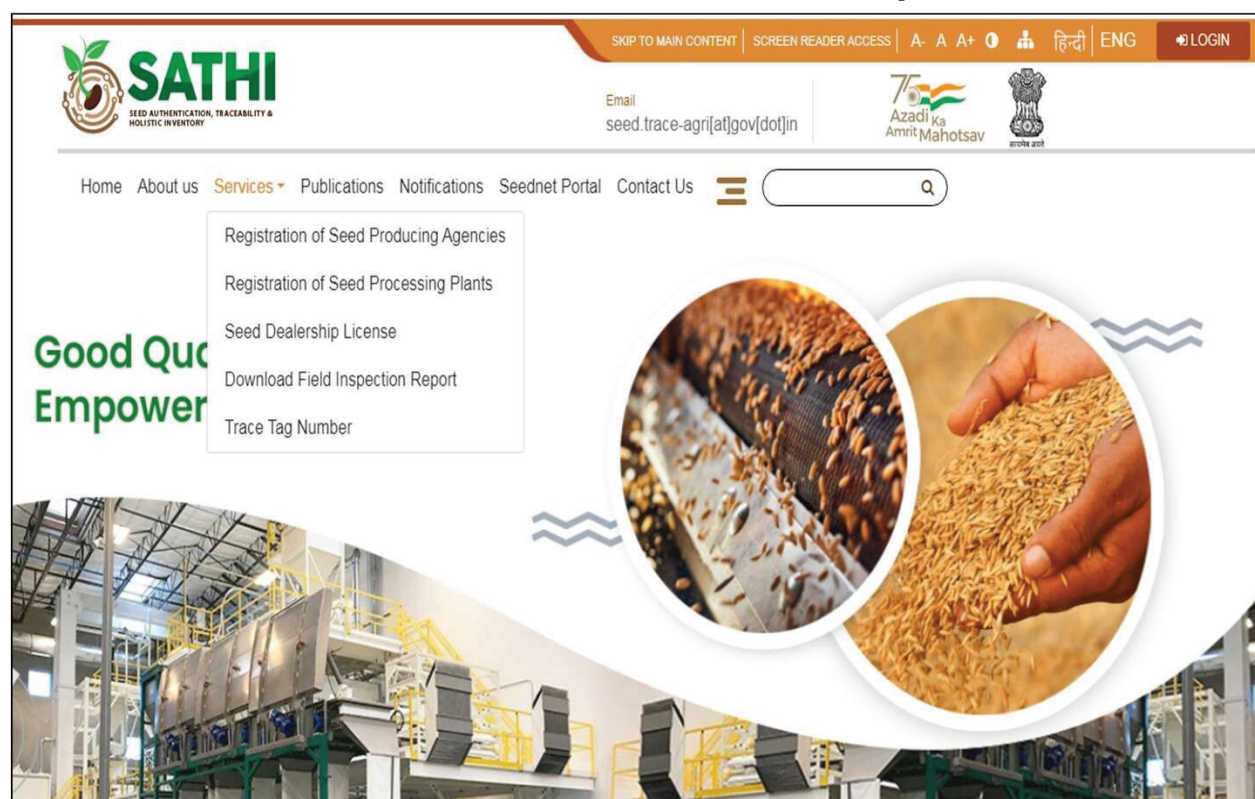 SKIP TO MAIN CONTENT SCREEN READER ACCESS A- A A+ हिन्दी ENG LOGIN
SATHI
SEED AUTHENTICATION, TRACEABILITY &
HOLISTIC INVENTORY
Email
seed.trace-agri[at]gov[dot]in
75
Azadi Ka
Amrit Mahotsav
सत्यमेव जयते
Home About us Services Publications Notifications Seednet Portal Contact Us
Registration of Seed Producing Agencies
Registration of Seed Processing Plants
Seed Dealership License
Download Field Inspection Report
Trace Tag Number
Good
Empower